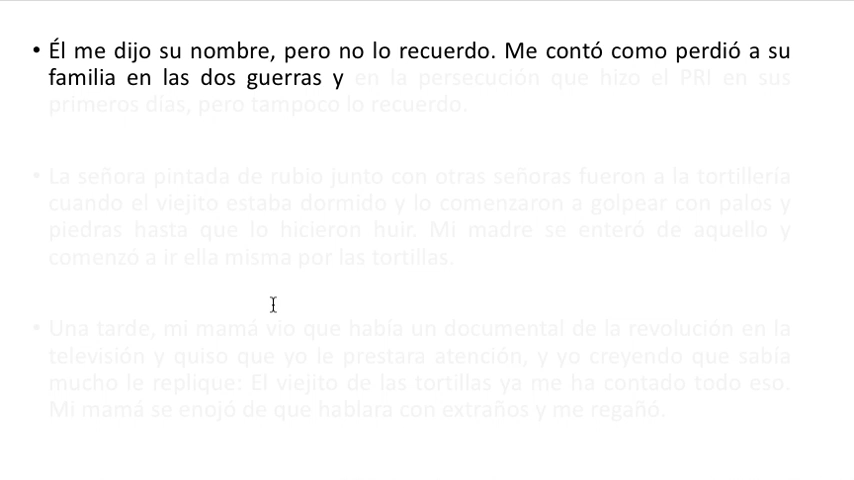 • Él me dijo su nombre, pero no lo recuerdo. Me contó como perdió a su
familia en las dos guerras y en la persecución que hizo el PRI en sus
primeros días, pero tampoco lo recuerdo.
• La señora pintada de rubio junto con otras señoras fueron a la tortillería
cuando el viejito estaba dormido y lo comenzaron a golpear con palos y
piedras hasta que lo hicieron huir. Mi madre se enteró de aquello y
comenzó a ir ella misma por las tortillas.
• Una tarde, mi mamá vio que había un documental de la revolución en la
televisión y quiso que yo le prestara atención, y yo creyendo que sabía
mucho le replique: El viejito de las tortillas ya me ha contado todo eso.
Mi mamá se enojó de que hablara con extraños y me regañó.